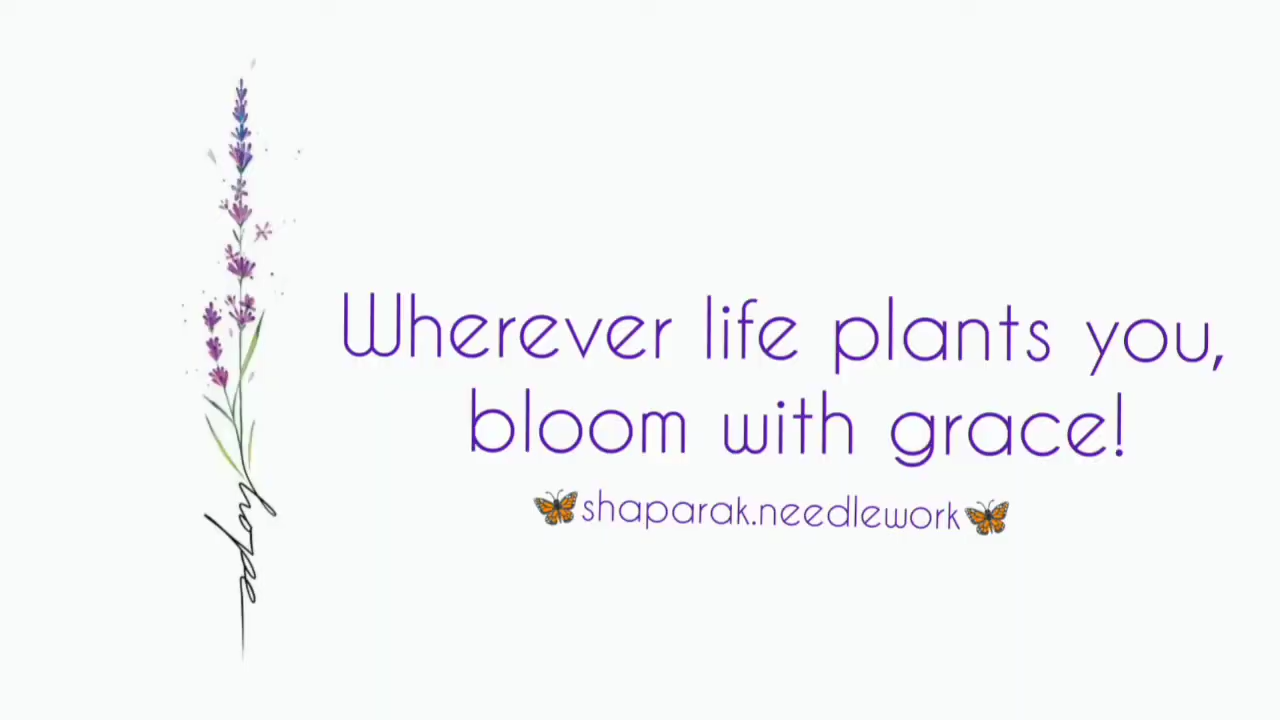 hope
Wherever life plants you,
bloom with grace!
🦋shaparak.needlework🦋